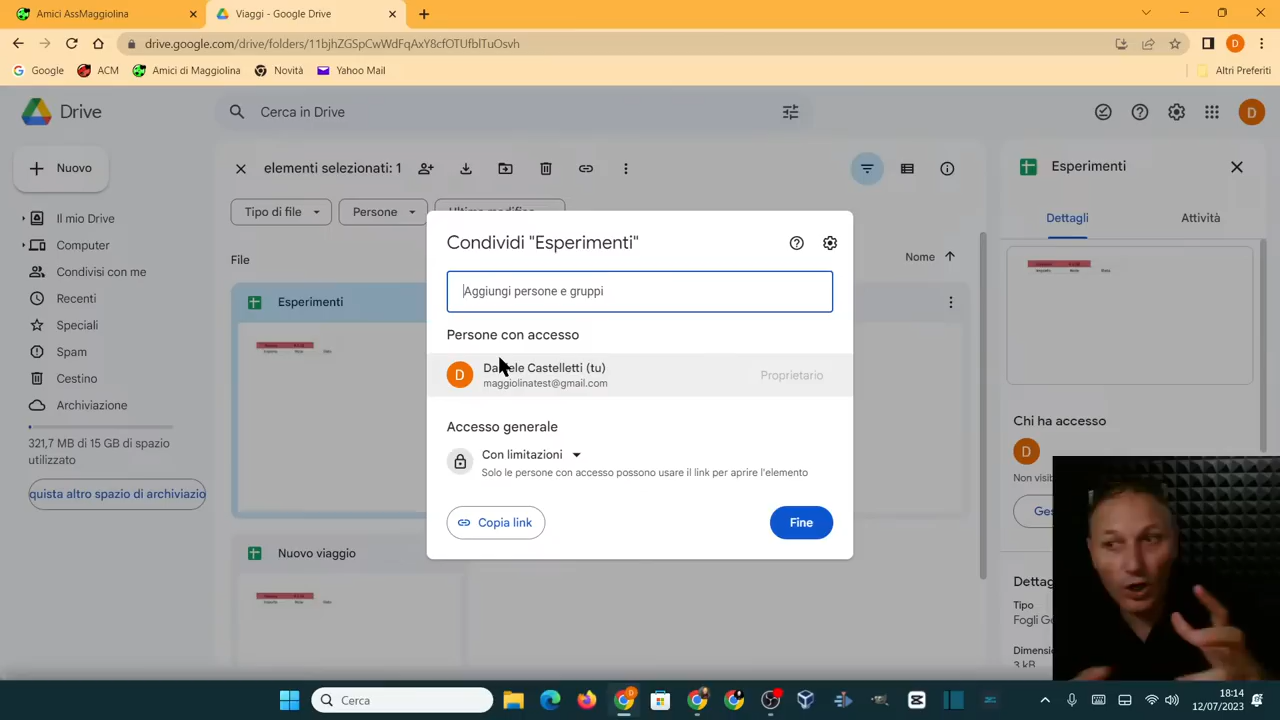 Amici AssMaggiolina
Viaggi - Google Drive
drive.google.com/drive/folders/11bjhZGSpCwWdFqAxY8cfOTUfblTuOsvh
Google
ACM
Amici di Maggiolina
Novità
Yahoo Mail
Altri Preferiti
Drive
Cerca in Drive
D
Nuovo
elementi selezionati: 1
Esperimenti
Tipo di file
Persone
Ultima modifica
Dettagli
Attività
Il mio Drive
Computer
Condivisi con me
Recenti
Speciali
Spam
Cestino
Archiviazione
321,7 MB di 15 GB di spazio
utilizzato
quista altro spazio di archiviazio
File
Nome
Esperimenti
Nuovo viaggio
Condividi "Esperimenti"
Aggiungi persone e gruppi
Persone con accesso
D
(tu)
Castelletti
maggiolinatest@gmail.com
Proprietario
Accesso generale
Con limitazioni
Solo le persone con accesso possono usare il link per aprire l'elemento
Copia link
Fine
Chi ha accesso
D
Non visib
Ges
Dettag
Tipo
Fogli Go
Dimensio
3 kB
Cerca
18:14
12/07/2023